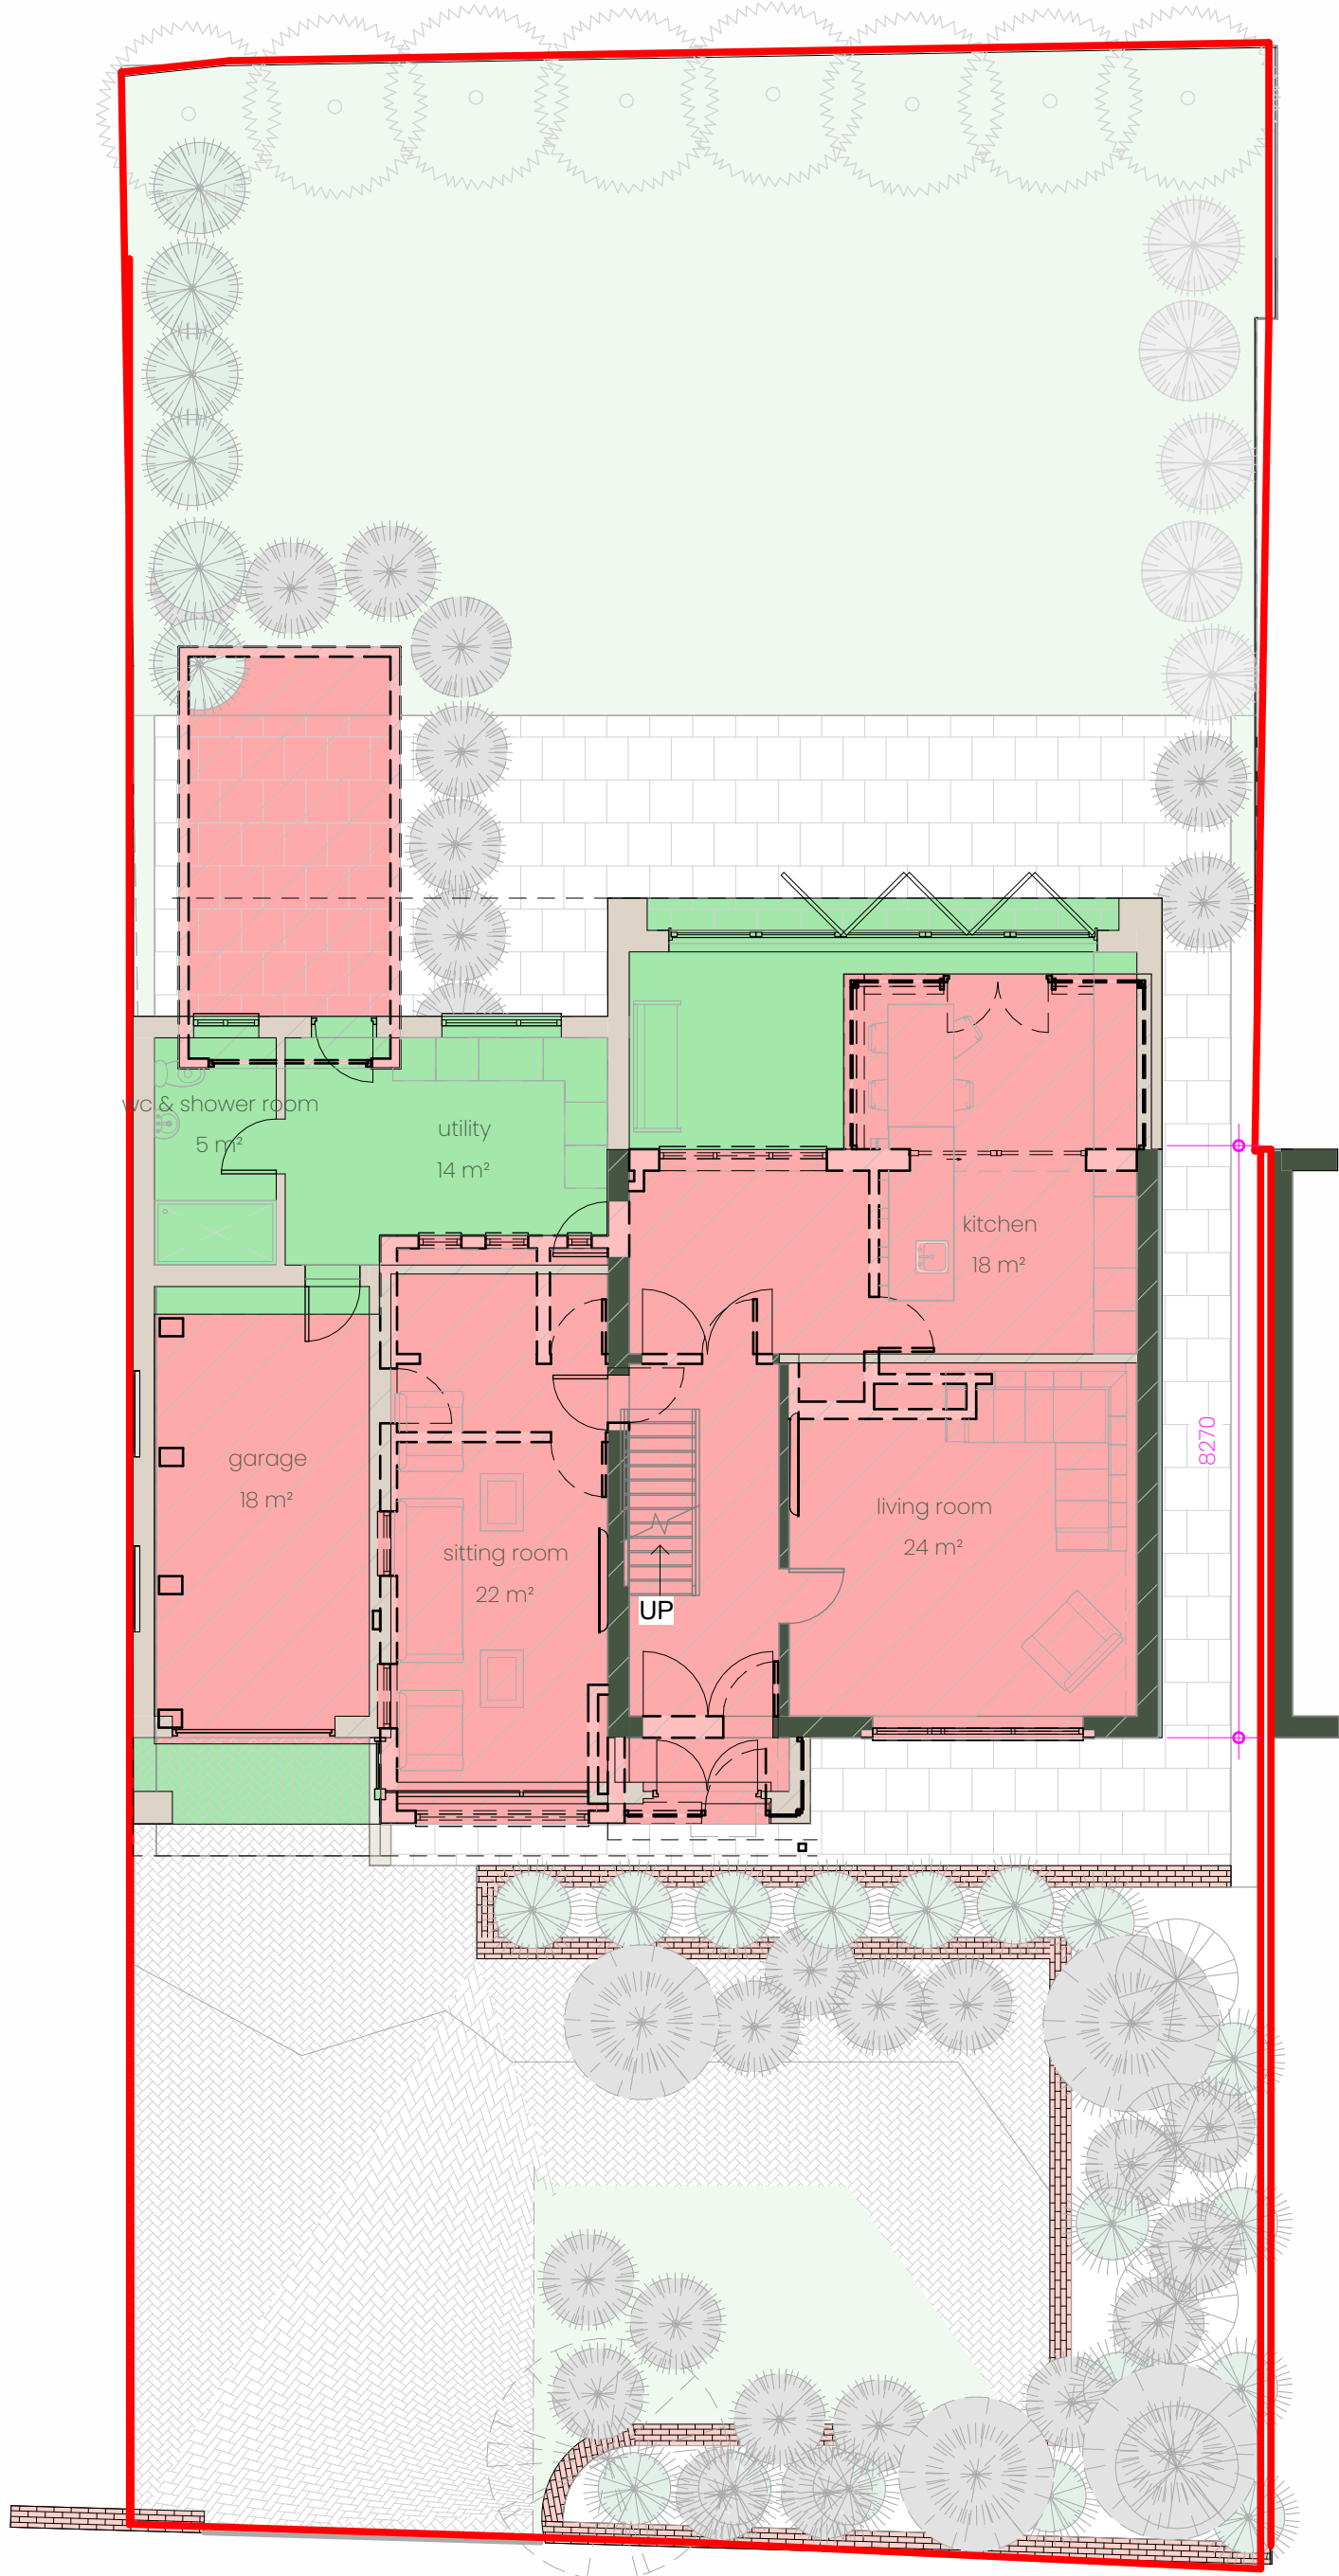 wc & shower room
5 m²
utility
14 m²
kitchen
18 m²
8270
garage
18 m²
living room
24 m²
sitting room
22 m²
UP